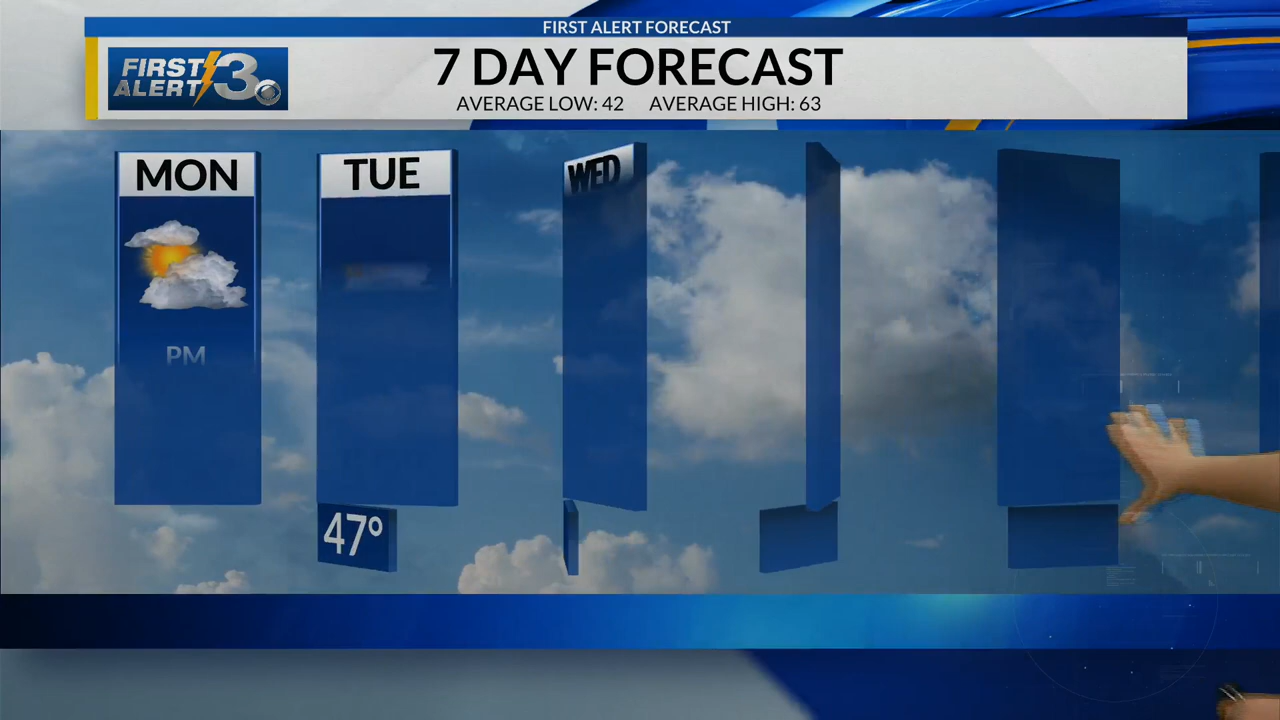 FIRST ALERT FORECAST
FIRST
ALERT 3
7 DAY FORECAST
AVERAGE LOW: 42 AVERAGE HIGH: 63
MON
TUE
WED
PM
47°